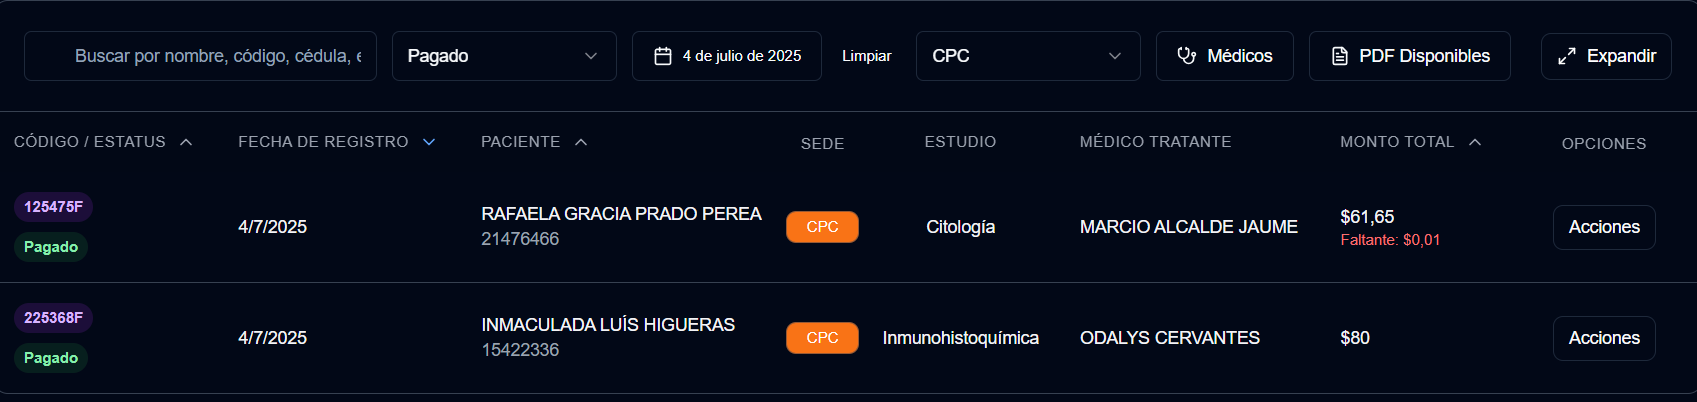 Buscar por nombre, código, cédula, e
Pagado
4 de julio de 2025
Limpiar
CPC
Médicos
PDF Disponibles
Expandir
CÓDIGO / ESTATUS
FECHA DE REGISTRO
PACIENTE
SEDE
ESTUDIO
MÉDICO TRATANTE
MONTO TOTAL
OPCIONES
125475F
Pagado
4/7/2025
RAFAELA GRACIA PRADO PEREA
21476466
CPC
Citología
MARCIO ALCALDE JAUME
$61,65
Faltante: $0,01
Acciones
225368F
Pagado
4/7/2025
INMACULADA LUÍS HIGUERAS
15422336
CPC
Inmunohistoquímica
ODALYS CERVANTES
$80
Acciones